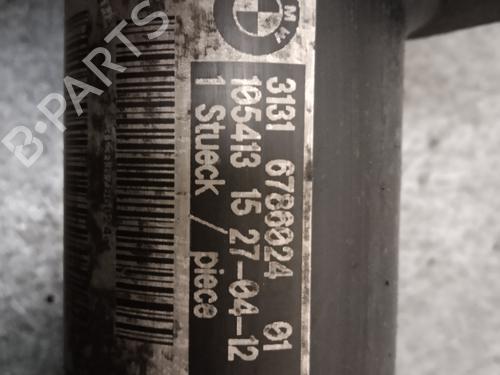 BMW
3131 6786024 01
105413 15 27-04-12
1 Stueck / piece
B-PARTS